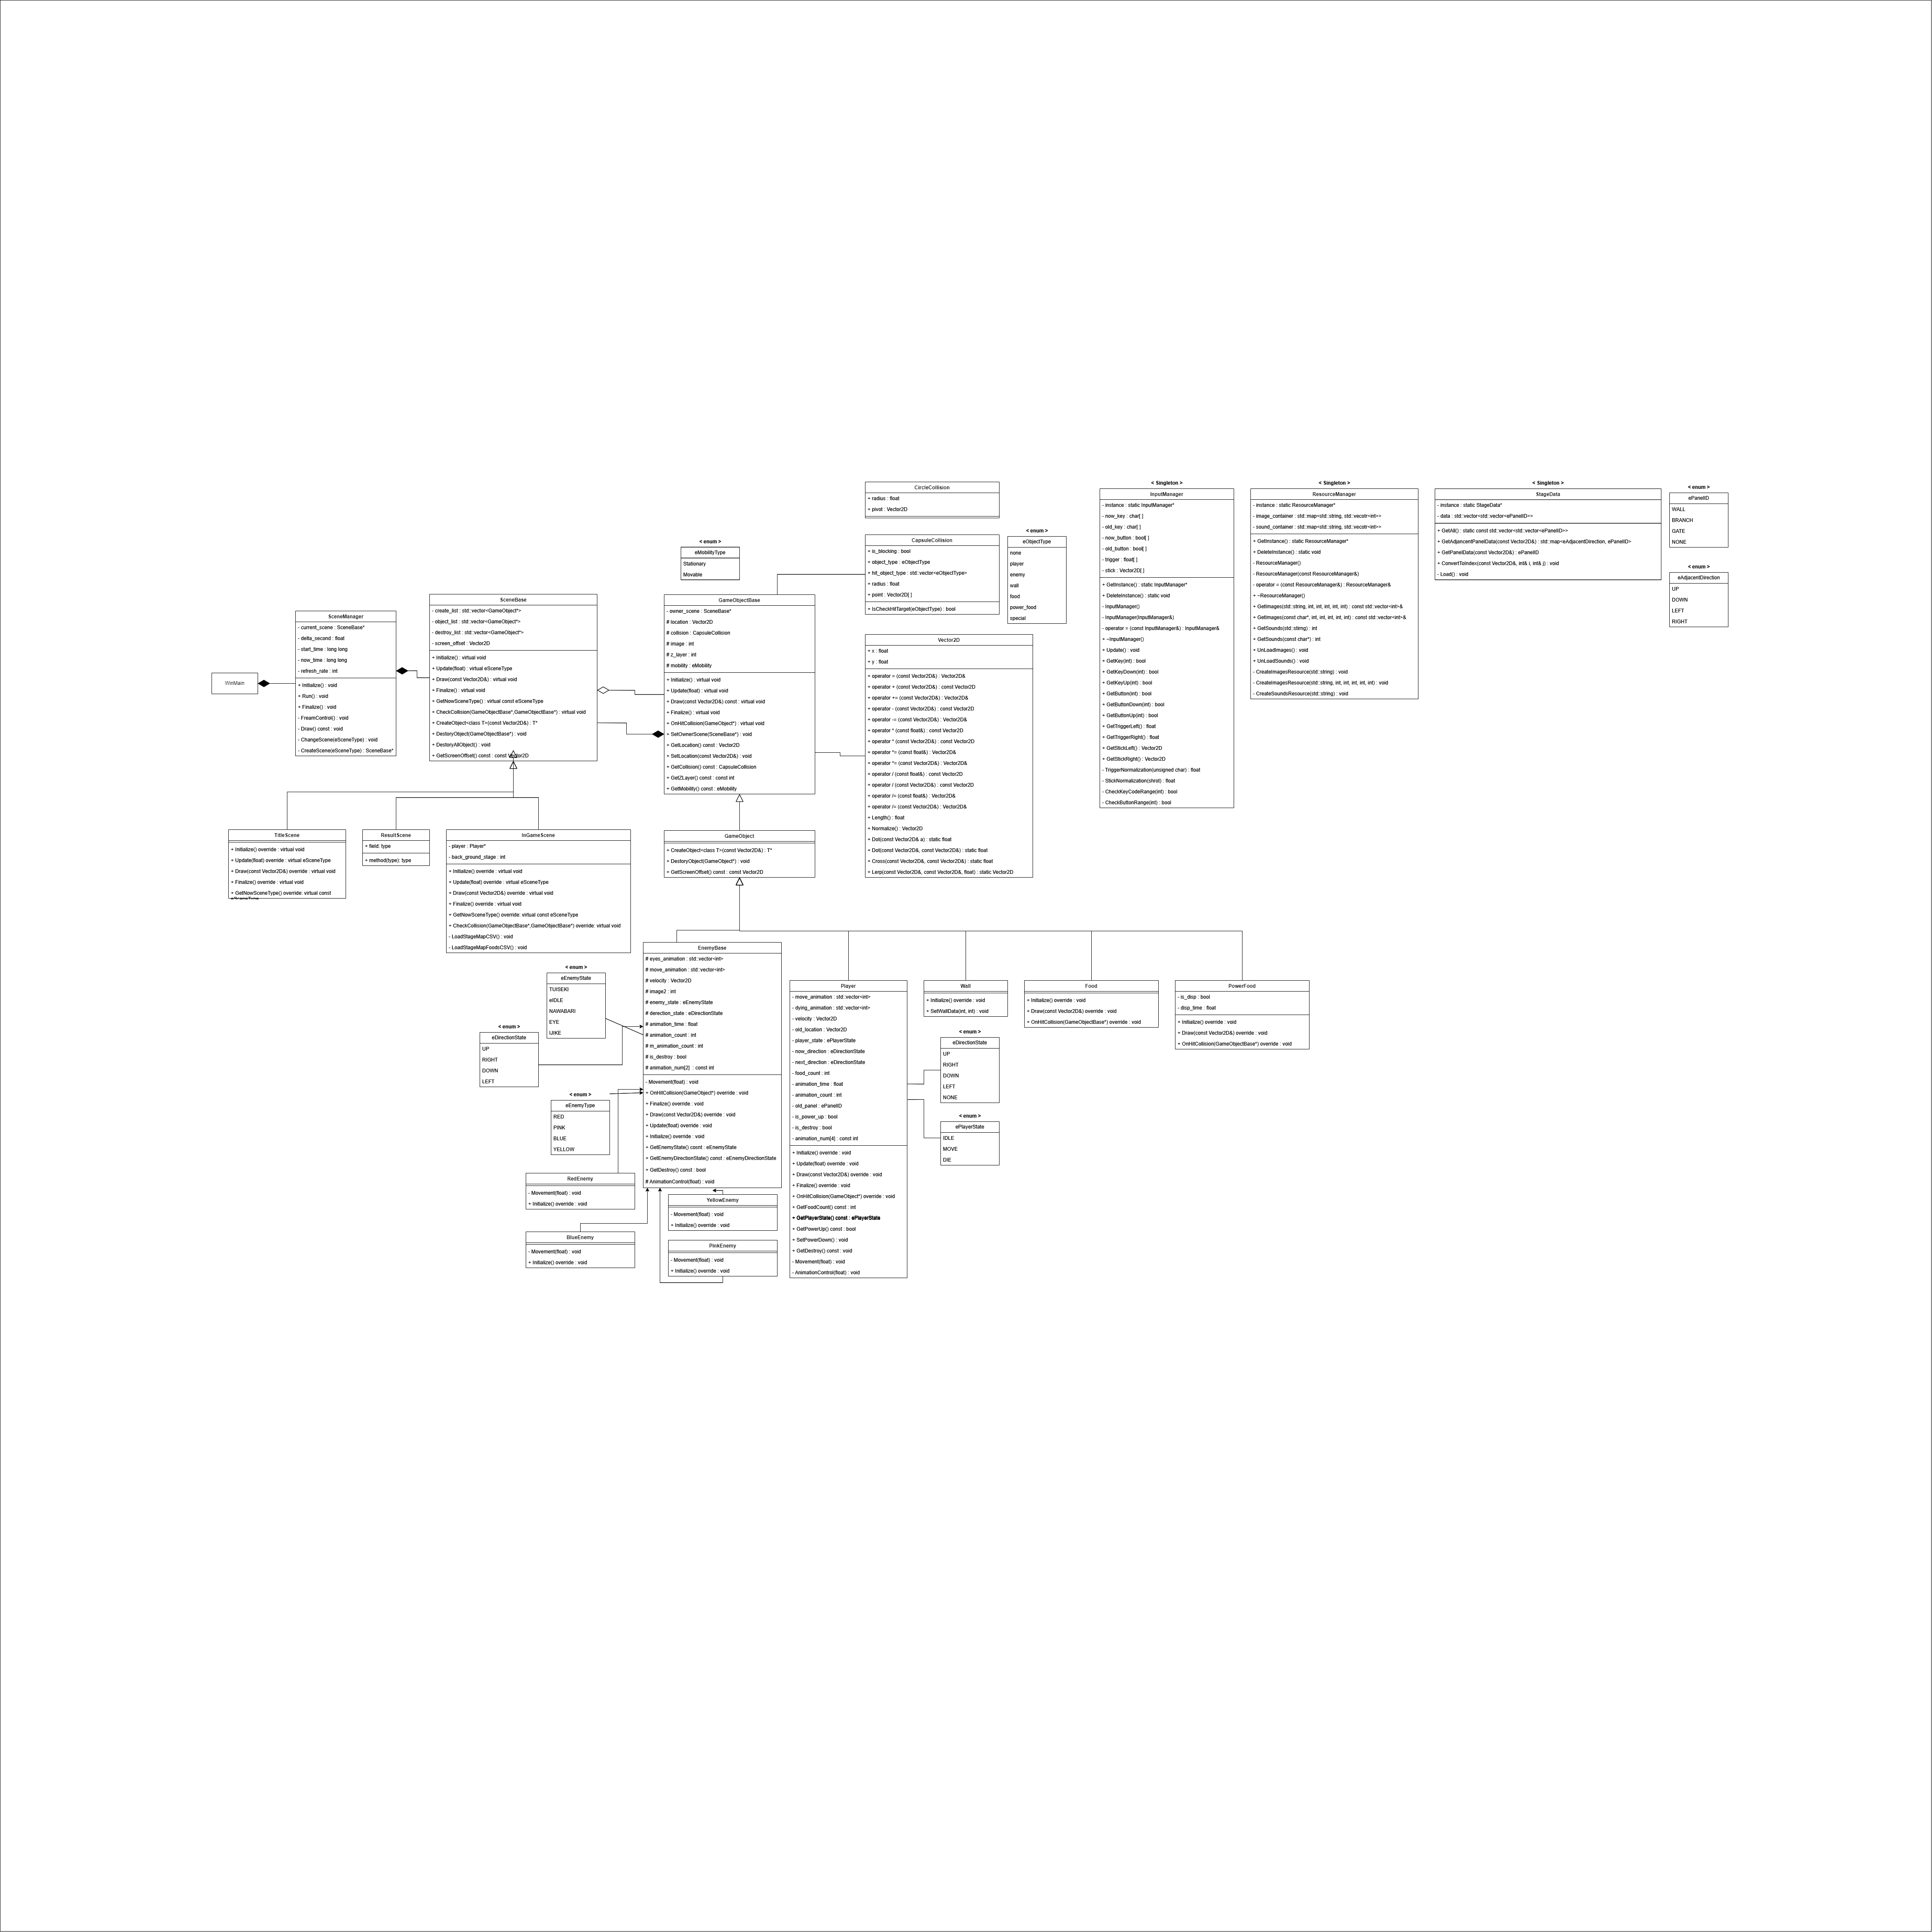 WinMain
SceneManager
- current_scene : SceneBase*
- delta_second : float
- start_time : long long
- now_time : long long
- refresh_rate : int
+ Initialize() : void
+ Run() : void
+ Finalize() : void
- FreamControl() : void
- Draw() const : void
- ChangeScene(eSceneType) : void
- CreateScene(eSceneType) : SceneBase*
SceneBase
- create_list : std::vector<GameObject*>
- object_list : std::vector<GameObject*>
- destroy_list : std::vector<GameObject*>
- screen_offset : Vector2D
+ Initialize() : virtual void
+ Update(float) : virtual eSceneType
+ Draw(const Vector2D&) : virtual void
+ Finalize() : virtual void
+ GetNowSceneType() : virtual const eSceneType
+ CheckCollision(GameObjectBase*,GameObjectBase*) : virtual void
+ CreateObject<class T>(const Vector2D&) : T*
+ DestoryObject(GameObjectBase*) : void
+ DestoryAllObject() : void
+ GetScreenOffset() const : const Vector2D
TitleScene
+ Initialize() override : virtual void
+ Update(float) override : virtual eSceneType
+ Draw(const Vector2D&) override : virtual void
+ Finalize() override : virtual void
+ GetNowSceneType() override: virtual const
eSceneType
ResultScene
+ field: type
+ method(type): type
InGameScene
- player : Player*
- back_ground_stage : int
+ Initialize() override : virtual void
+ Update(float) override : virtual eSceneType
+ Draw(const Vector2D&) override : virtual void
+ Finalize() override : virtual void
+ GetNowSceneType() override: virtual const eSceneType
+ CheckCollision(GameObjectBase*,GameObjectBase*) override: virtual void
- LoadStageMapCSV() : void
- LoadStageMapFoodsCSV() : void
< enum >
eMobilityType
Stationary
Movable
GameObjectBase
- owner_scene : SceneBase*
# location : Vector2D
# collision : CapsuleCollision
# image : int
# z_layer : int
# mobility : eMobility
+ Initialize() : virtual void
+ Update(float) : virtual void
+ Draw(const Vector2D&) const : virtual void
+ Finalize() : virtual void
+ OnHitCollision(GameObject*) : virtual void
+ SetOwnerScene(SceneBase*) : void
+ GetLocation() const : Vector2D
+ SetLocation(const Vector2D&) : void
+ GetCollision() const : CapsuleCollision
+ GetZLayer() const : const int
+ GetMobility() const : eMobility
GameObject
+ CreateObject<class T>(const Vector2D&) : T*
+ DestoryObject(GameObject*) : void
+ GetScreenOffset() const : const Vector2D
CircleCollision
+ radius : float
+ pivot : Vector2D
CapsuleCollision
+ is_blocking : bool
+ object_type : eObjectType
+ hit_object_type : std::vector<eObjectType>
+ radius : float
+ point : Vector2D[ ]
+ IsCheckHitTarget(eObjectType) : bool
< enum >
eObjectType
none
player
enemy
wall
food
power_food
special
Vector2D
+ x : float
+ y : float
+ operator = (const Vector2D&) : Vector2D&
+ operator + (const Vector2D&) : const Vector2D
+ operator += (const Vector2D&) : Vector2D&
+ operator - (const Vector2D&) : const Vector2D
+ operator -= (const Vector2D&) : Vector2D&
+ operator * (const float&) : const Vector2D
+ operator * (const Vector2D&) : const Vector2D
+ operator *= (const float&) : Vector2D&
+ operator *= (const Vector2D&) : Vector2D&
+ operator / (const float&) : const Vector2D
+ operator / (const Vector2D&) : const Vector2D
+ operator /= (const float&) : Vector2D&
+ operator /= (const Vector2D&) : Vector2D&
+ Length() : float
+ Normalize() : Vector2D
+ Dot(const Vector2D& a) : static float
+ Dot(const Vector2D&, const Vector2D&) : static float
+ Cross(const Vector2D&, const Vector2D&) : static float
+ Lerp(const Vector2D&, const Vector2D&, float) : static Vector2D
< Singleton >
InputManager
- instance : static InputManager*
- now_key : char[ ]
- old_key : char[ ]
- now_button : bool[ ]
- old_button : bool[ ]
- trigger : float[ ]
- stick : Vector2D[ ]
+ GetInstance() : static InputManager*
+ DeleteInstance() : static void
- InputManager()
- InputManager(InputManager&)
- operator = (const InputManager&) : InputManager&
+ ~InputManager()
+ Update() : void
+ GetKey(int) : bool
+ GetKeyDown(int) : bool
+ GetKeyUp(int) : bool
+ GetButton(int) : bool
+ GetButtonDown(int) : bool
+ GetButtonUp(int) : bool
+ GetTriggerLeft() : float
+ GetTriggerRight() : float
+ GetStickLeft() : Vector2D
+ GetStickRight() : Vector2D
- TriggerNormalization(unsigned char) : float
- StickNormalization(shrot) : float
- CheckKeyCodeRange(int) : bool
- CheckButtonRange(int) : bool
< Singleton >
ResourceManager
- instance : static ResourceManager*
- image_container : std::map<std::string, std::vecotr<int>>
- sound_container : std::map<std::string, std::vecotr<int>>
+ GetInstance() : static ResourceManager*
+ DeleteInstance() : static void
- ResourceManager()
- ResourceManager(const ResourceManager&)
- operator = (const ResourceManager&) : ResourceManager&
+ ~ResourceManager()
+ GetImages(std::string, int, int, int, int, int) : const std::vector<int>&
+ GetImages(const char*, int, int, int, int, int) : const std::vector<int>&
+ GetSounds(std::sting) : int
+ GetSounds(const char*) : int
+ UnLoadImages() : void
+ UnLoadSounds() : void
- CreateImagesResource(std::string) : void
- CreateImagesResource(std::string, int, int, int, int, int) : void
- CreateSoundsResource(std::string) : void
< Singleton >
StageData
- instance : static StageData*
- data : std::vector<std::vector<ePanelID>>
+ GetAll() : static const std::vector<std::vector<ePanelID>>
+ GetAdjancentPanelData(const Vector2D&) : std::map<eAdjacentDirection, ePanelID>
+ GetPanelData(const Vector2D&) : ePanelID
+ ConvertToIndex(const Vector2D&, int& i, int& j) : void
- Load() : void
< enum >
ePanelID
WALL
BRANCH
GATE
NONE
< enum >
eAdjacentDirection
UP
DOWN
LEFT
RIGHT
< enum >
eEnemyState
TUISEKI
eIDLE
NAWABARI
EYE
IJIKE
< enum >
eDirectionState
UP
RIGHT
DOWN
LEFT
< enum >
eEnemyType
RED
PINK
BLUE
YELLOW
EnemyBase
# eyes_animation : std::vector<int>
# move_animation : std::vector<int>
# velocity : Vector2D
# image2 : int
# enemy_state : eEnemyState
# derection_state : eDirectionState
# animation_time : float
# animation_count : int
# m_animation_count : int
# is_destroy : bool
# animation_num[2] : const int
- Movement(float) : void
+ OnHitCollision(GameObject*) override : void
+ Finalize() override : void
+ Draw(const Vector2D&) override : void
+ Update(float) override : void
+ Initialize() override : void
+ GetEnemyState() cosnt : eEnemyState
+ GetEnemyDirectionState() const : eEnemyDirectionState
+ GetDestroy() const : bool
# AnimationControl(float) : void
RedEnemy
- Movement(float) : void
+ Initialize() override : void
BlueEnemy
- Movement(float) : void
+ Initialize() override : void
YellowEnemy
- Movement(float) : void
+ Initialize() override : void
PinkEnemy
- Movement(float) : void
+ Initialize() override : void
Player
- move_animation : std::vector<int>
- dying_animation : std::vector<int>
- velocity : Vector2D
- old_location : Vector2D
- player_state : ePlayerState
- now_direction : eDirectionState
- next_direction : eDirectionState
- food_count : int
- animation_time : float
- animation_count : int
- old_panel : ePanelID
- is_power_up : bool
- is_destroy : bool
- animation_num[4] : const int
+ Initialize() override : void
+ Update(float) override : void
+ Draw(const Vector2D&) override : void
+ Finalize() override : void
+ OnHitCollision(GameObject*) override : void
+ GetFoodCount() const : int
+ GetPlayerState() const : ePlayerState
+ GetPowerUp() const : bool
+ SetPowerDown() : void
+ GetDestroy() const : void
- Movement(float) : void
- AnimationControl(float) : void
Wall
+ Initialize() override : void
+ SetWallData(int, int) : void
< enum >
eDirectionState
UP
RIGHT
DOWN
LEFT
NONE
< enum >
ePlayerState
IDLE
MOVE
DIE
Food
+ Initialize() override : void
+ Draw(const Vector2D&) override : void
+ OnHitCollision(GameObjectBase*) override : void
PowerFood
- is_disp : bool
- disp_time : float
+ Initialize() override : void
+ Draw(const Vector2D&) override : void
+ OnHitCollision(GameObjectBase*) override : void